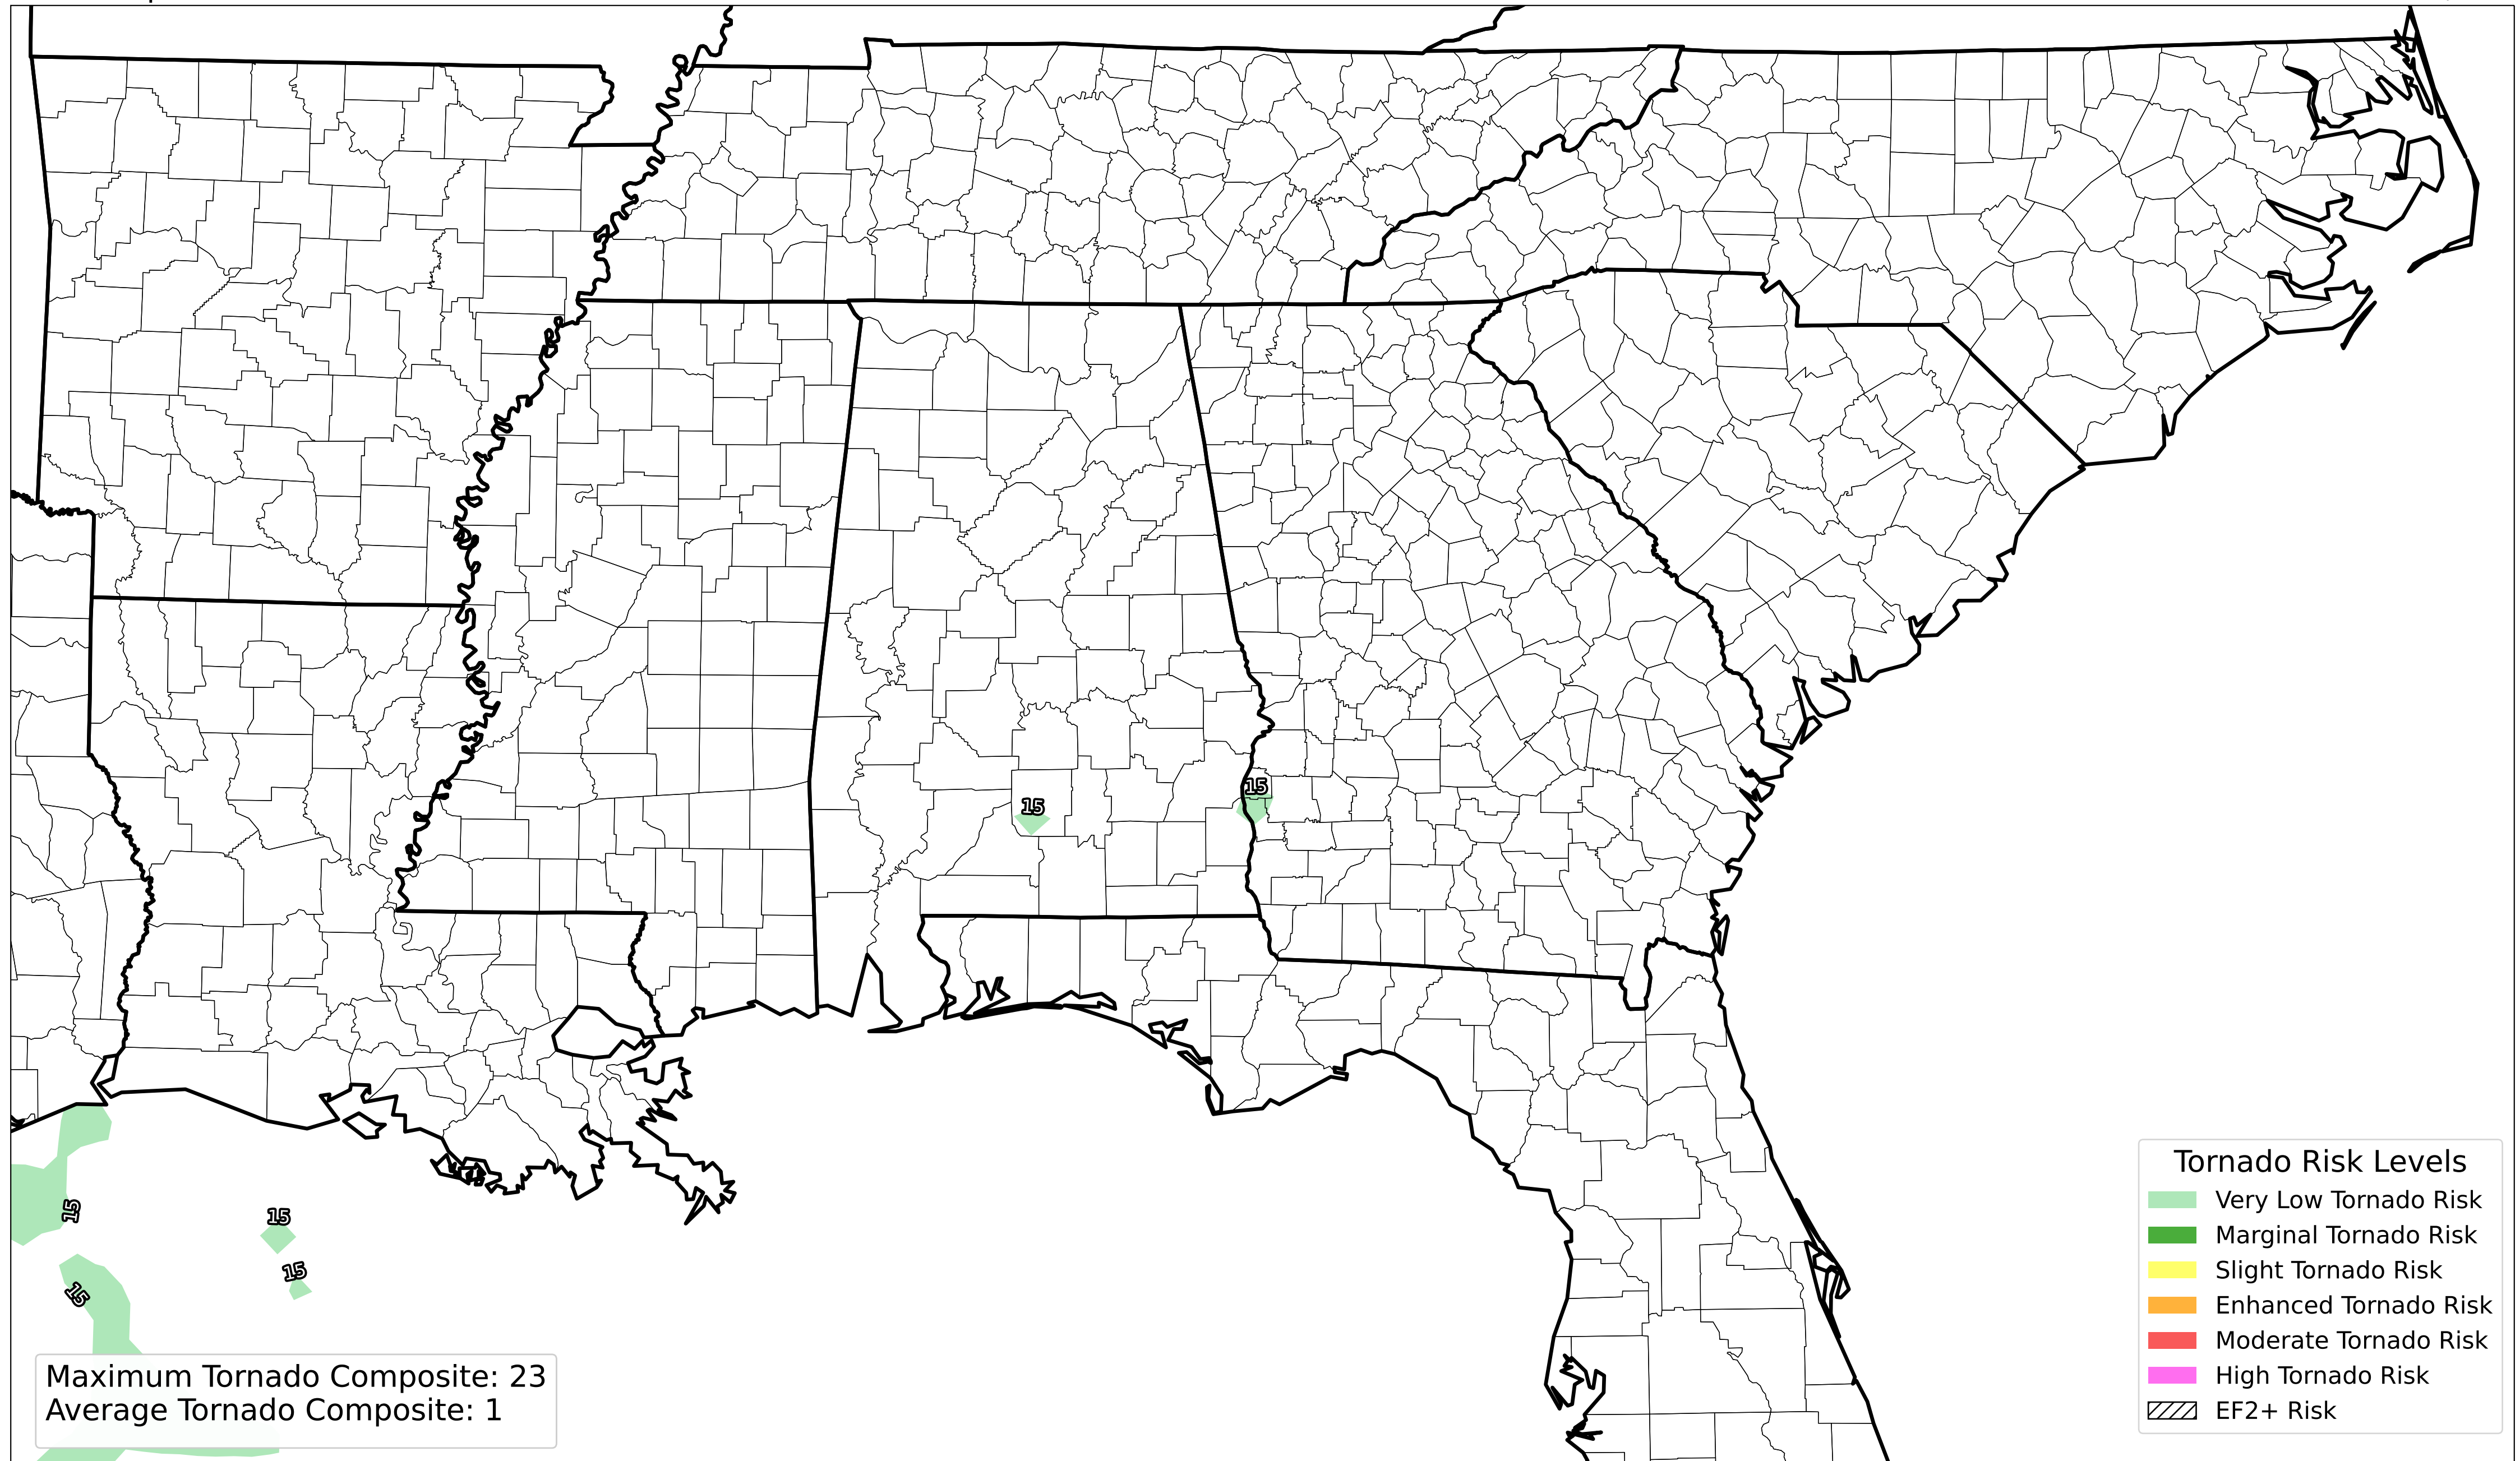 15
15
15
15
15
15
Tornado Risk Levels
Very Low Tornado Risk
Marginal Tornado Risk
Slight Tornado Risk
Enhanced Tornado Risk
Moderate Tornado Risk
High Tornado Risk
EF2+ Risk
Maximum Tornado Composite: 23
Average Tornado Composite: 1